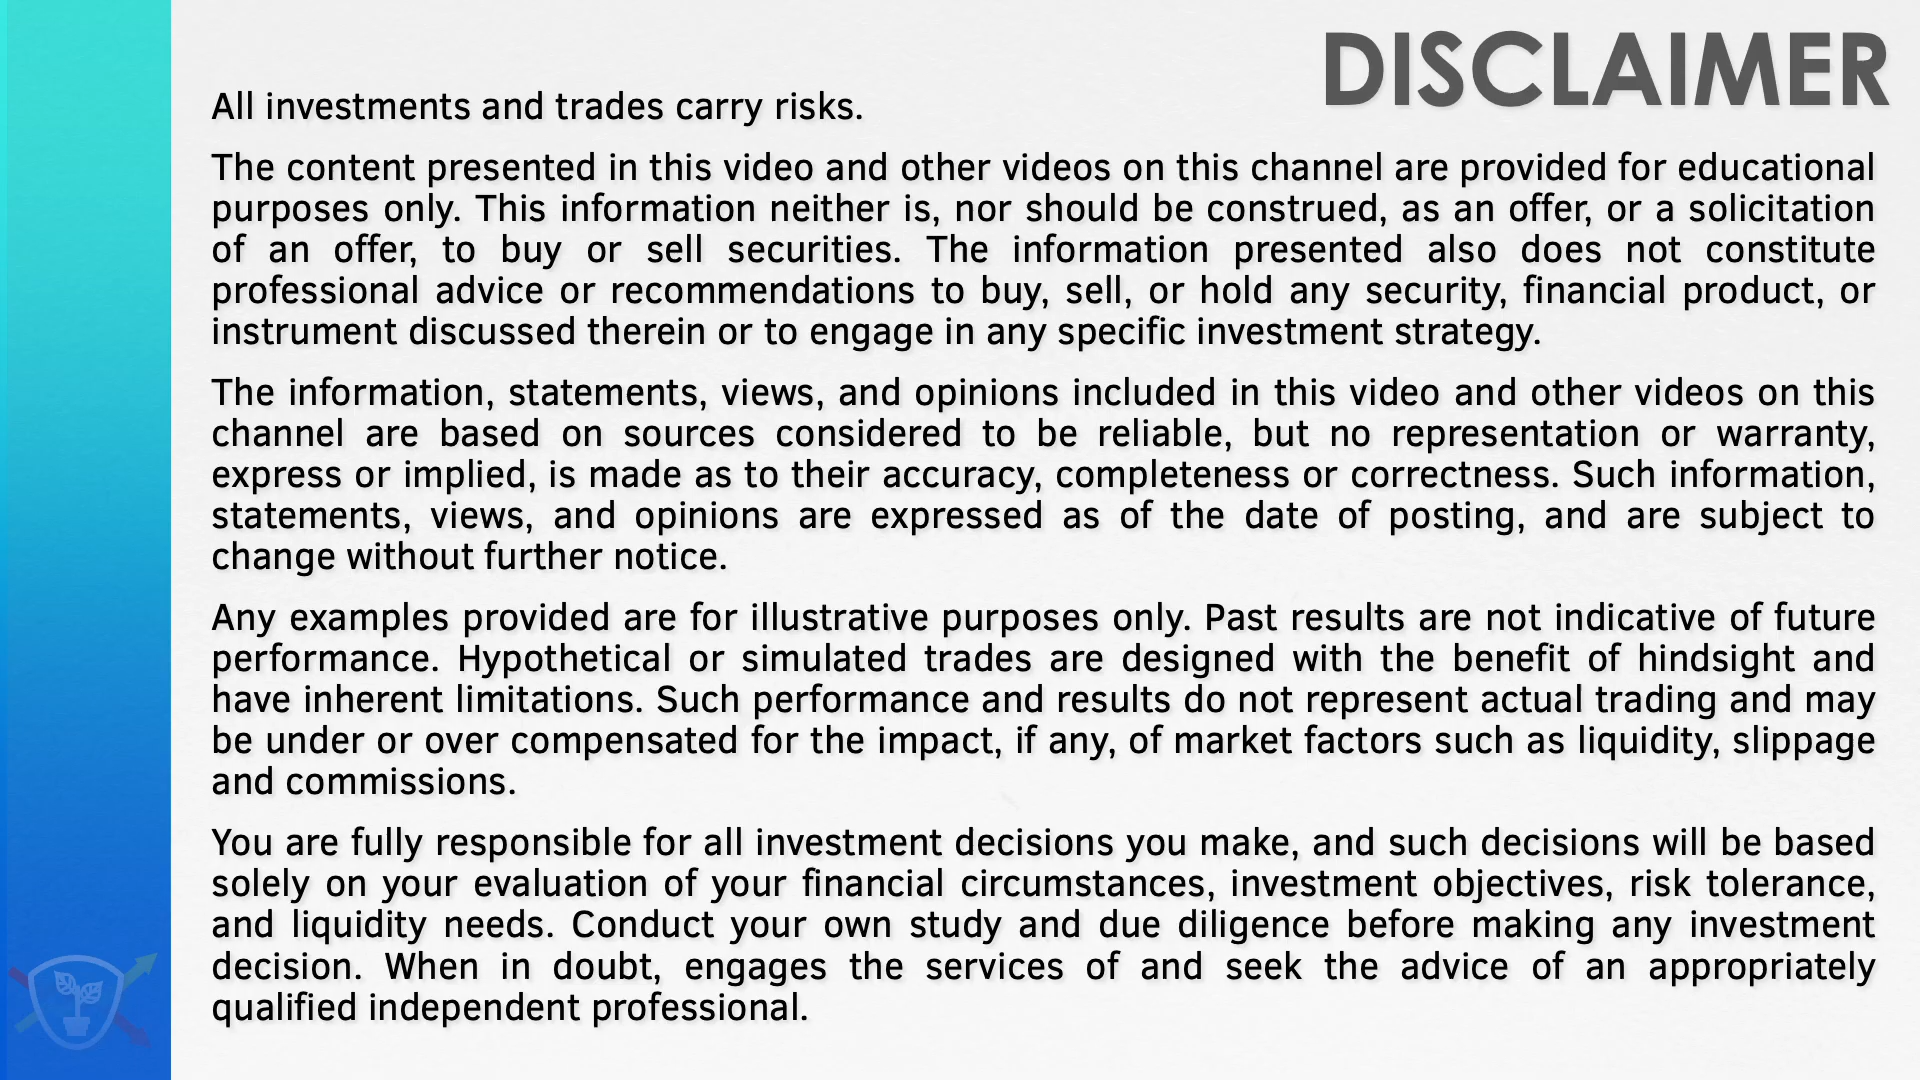 DISCLAIMER
All investments and trades carry risks.
The content presented in this video and other videos on this channel are provided for educational
purposes only. This information neither is, nor should be construed, as an offer, or a solicitation
of an offer, to buy or sell securities. The information presented also does not constitute
professional advice or recommendations to buy, sell, or hold any security, financial product, or
instrument discussed therein or to engage in any specific investment strategy.
The information, statements, views, and opinions included in this video and other videos on this
channel are based on sources considered to be reliable, but no representation or warranty,
express or implied, is made as to their accuracy, completeness or correctness. Such information,
statements, views, and opinions are expressed as of the date of posting, and are subject to
change without further notice.
Any examples provided are for illustrative purposes only. Past results are not indicative of future
performance. Hypothetical or simulated trades are designed with the benefit of hindsight and
have inherent limitations. Such performance and results do not represent actual trading and may
be under or over compensated for the impact, if any, of market factors such as liquidity, slippage
and commissions.
You are fully responsible for all investment decisions you make, and such decisions will be based
solely on your evaluation of your financial circumstances, investment objectives, risk tolerance,
and liquidity needs. Conduct your own study and due diligence before making any investment
decision. When in doubt, engages the services of and seek the advice of an appropriately
qualified independent professional.